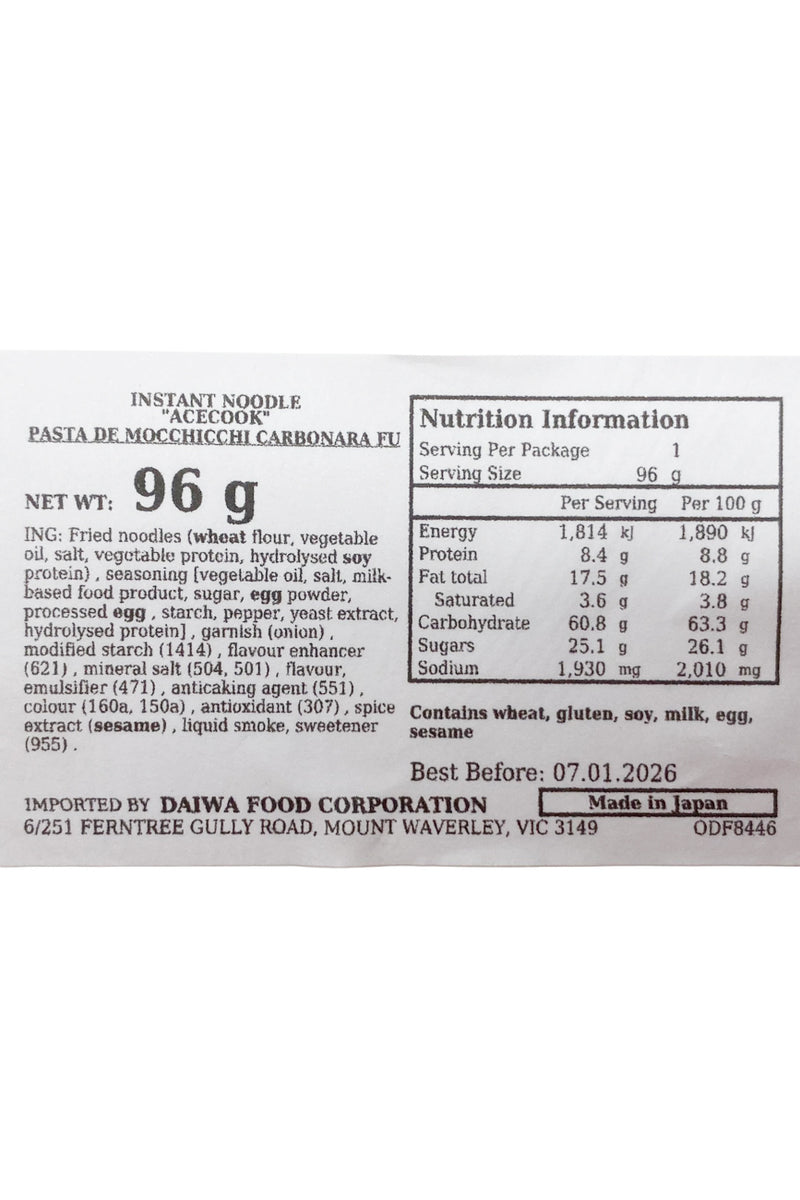 INSTANT NOODLE
"ACECOOK"
PASTA DE MOCCHICCHI CARBONARA FU
NET WT: 96 g
ING: Fried noodles (wheat flour, vegetable
oil, salt, vegetable protein, hydrolysed soy
protein) , seasoning [vegetable oil, salt, milk-
based food product, sugar, egg powder,
processed egg , starch, pepper, yeast extract,
hydrolysed protein] , garnish (onion) ,
modified starch (1414) , flavour enhancer
(621) , mineral salt (504, 501) , flavour,
emulsifier (471) , anticaking agent (551) ,
colour (160a, 150a) , antioxidant (307) , spice
extract (sesame) , liquid smoke, sweetener
(955) .
Nutrition Information
Serving Per Package 1
Serving Size 96 g
Per Serving Per 100 g
Energy 1,814 kJ 1,890 kJ
Protein 8.4 g 8.8 g
Fat total 17.5 g 18.2 g
Saturated 3.6 g 3.8 g
Carbohydrate 60.8 g 63.3 g
Sugars 25.1 g 26.1 g
Sodium 1,930 mg 2,010 mg
Contains wheat, gluten, soy, milk, egg,
sesame
Best Before: 07.01.2026
IMPORTED BY DAIWA FOOD CORPORATION
Made in Japan
6/251 FERNTREE GULLY ROAD, MOUNT WAVERLEY, VIC 3149
ODF8446